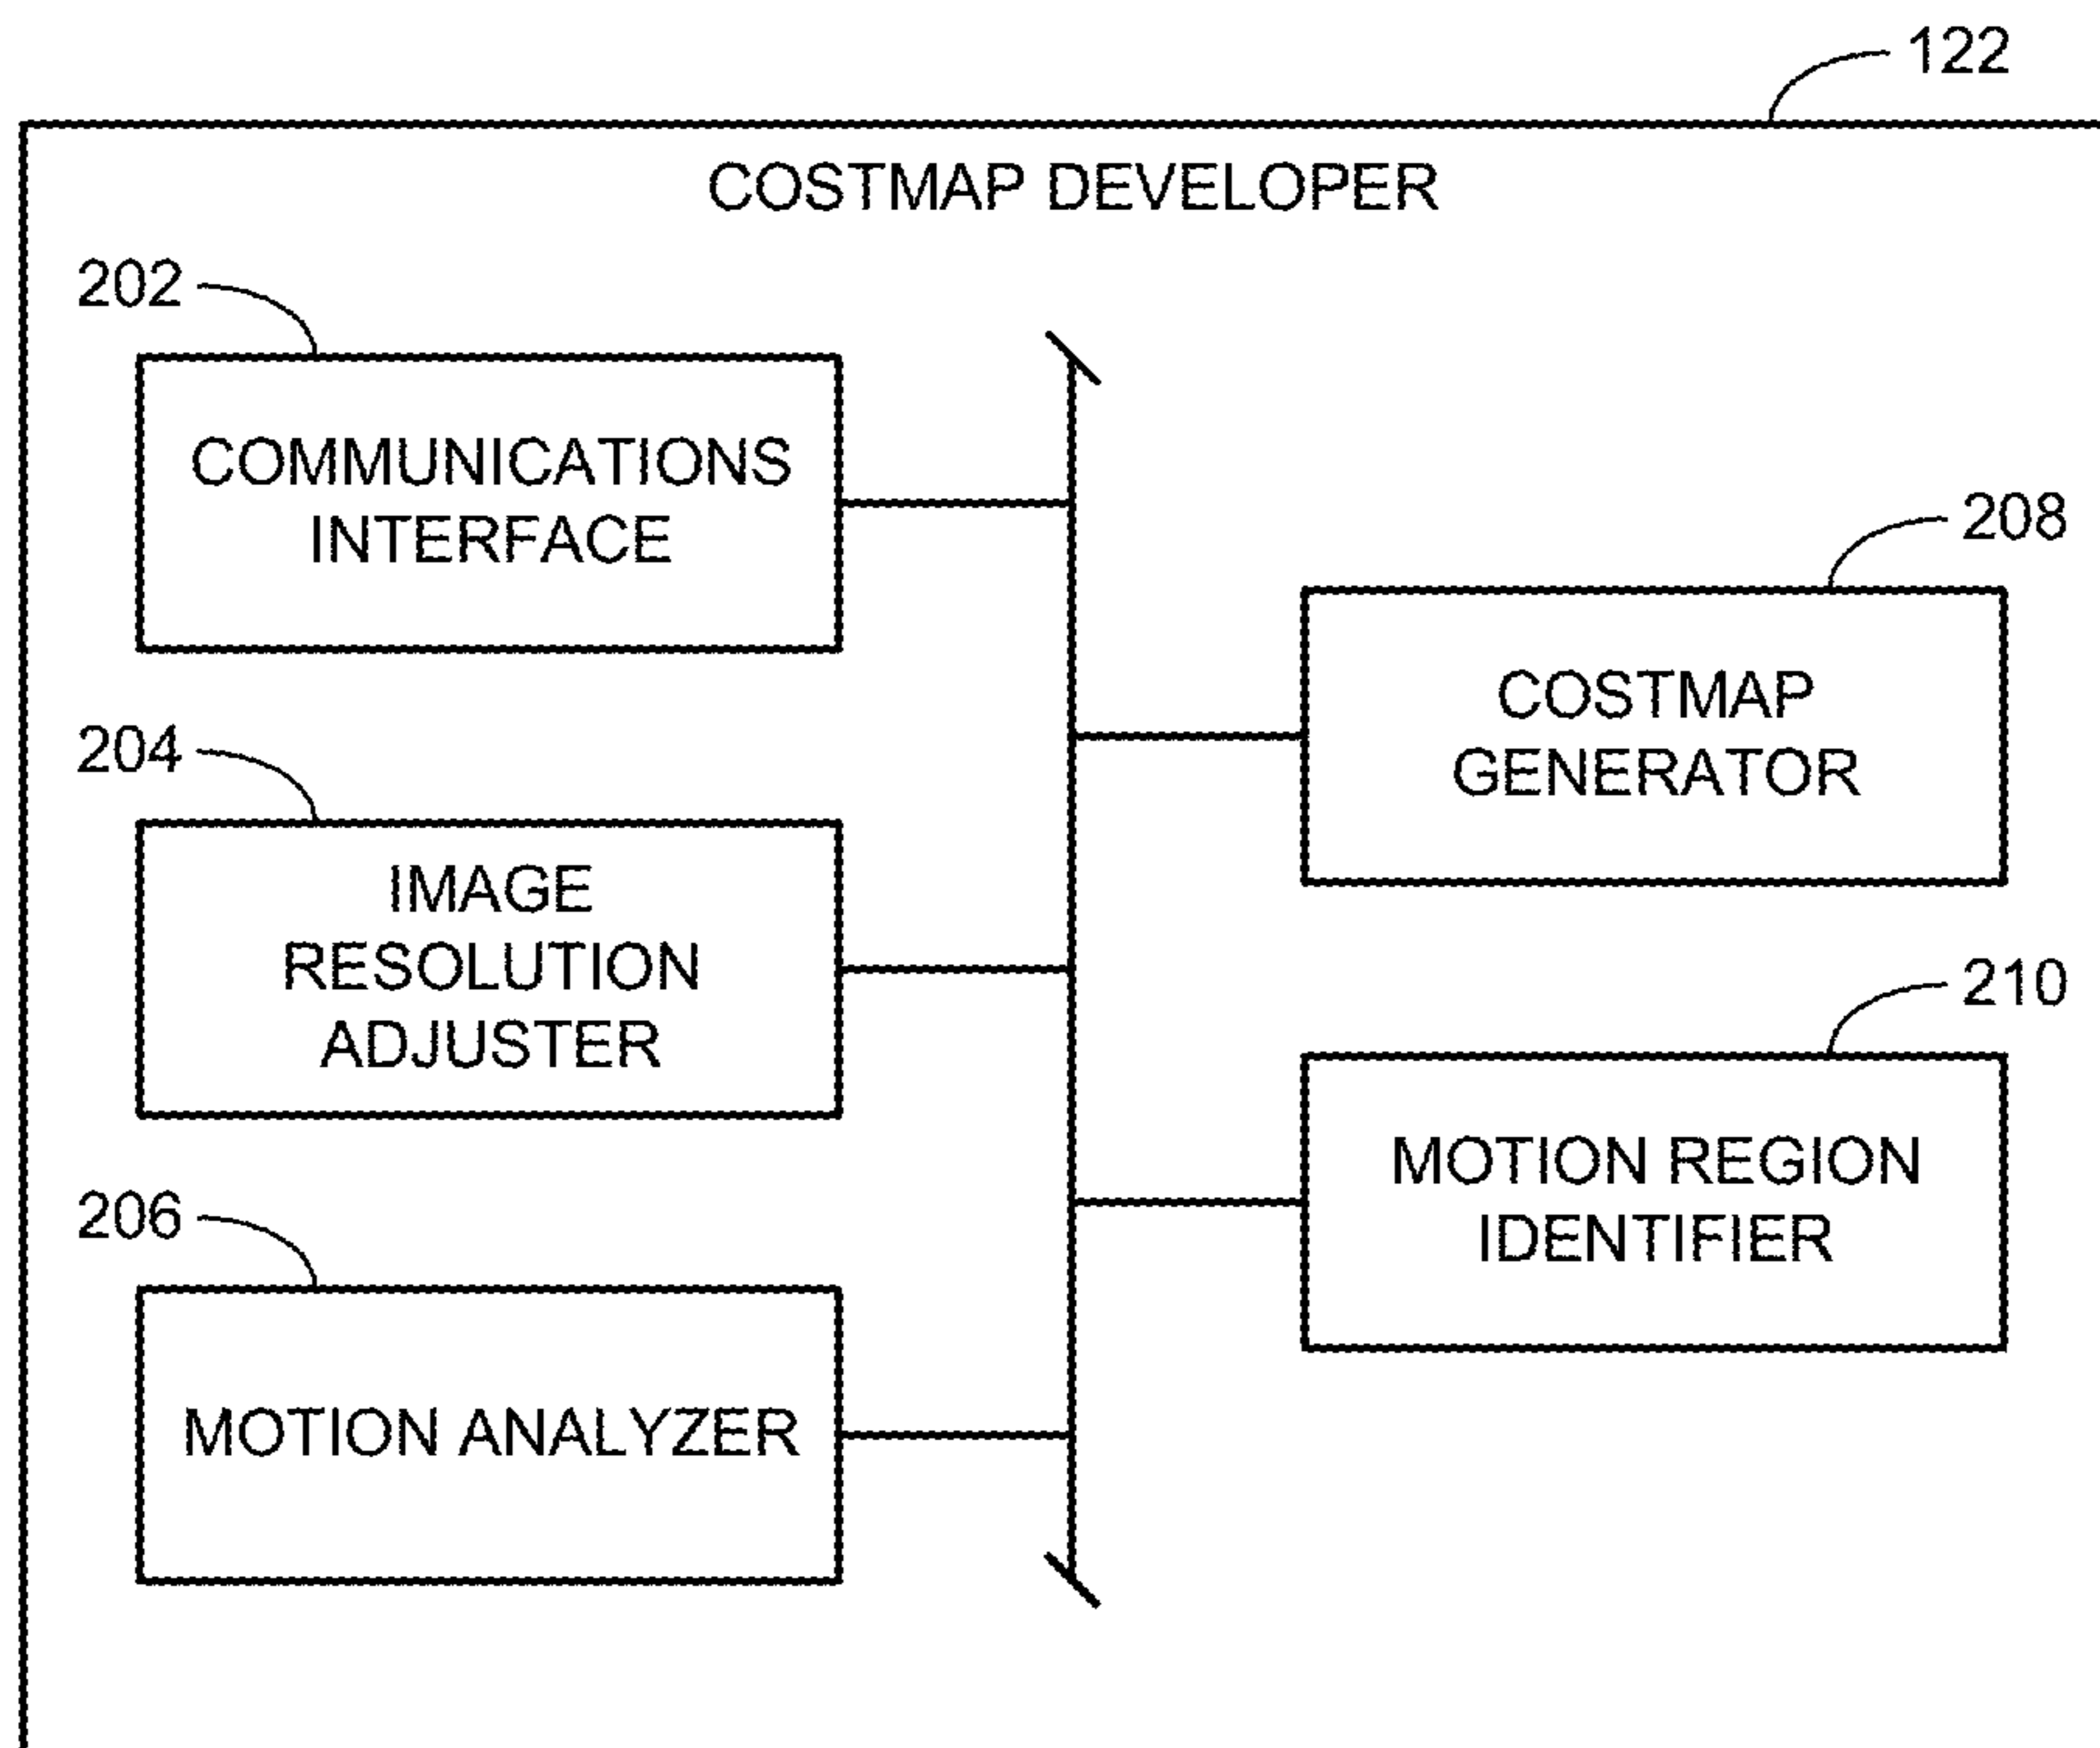 122
COSTMAP DEVELOPER
202
COMMUNICATIONS
INTERFACE
204
IMAGE
RESOLUTION
ADJUSTER
206
MOTION ANALYZER
208
COSTMAP
GENERATOR
210
MOTION REGION
IDENTIFIER